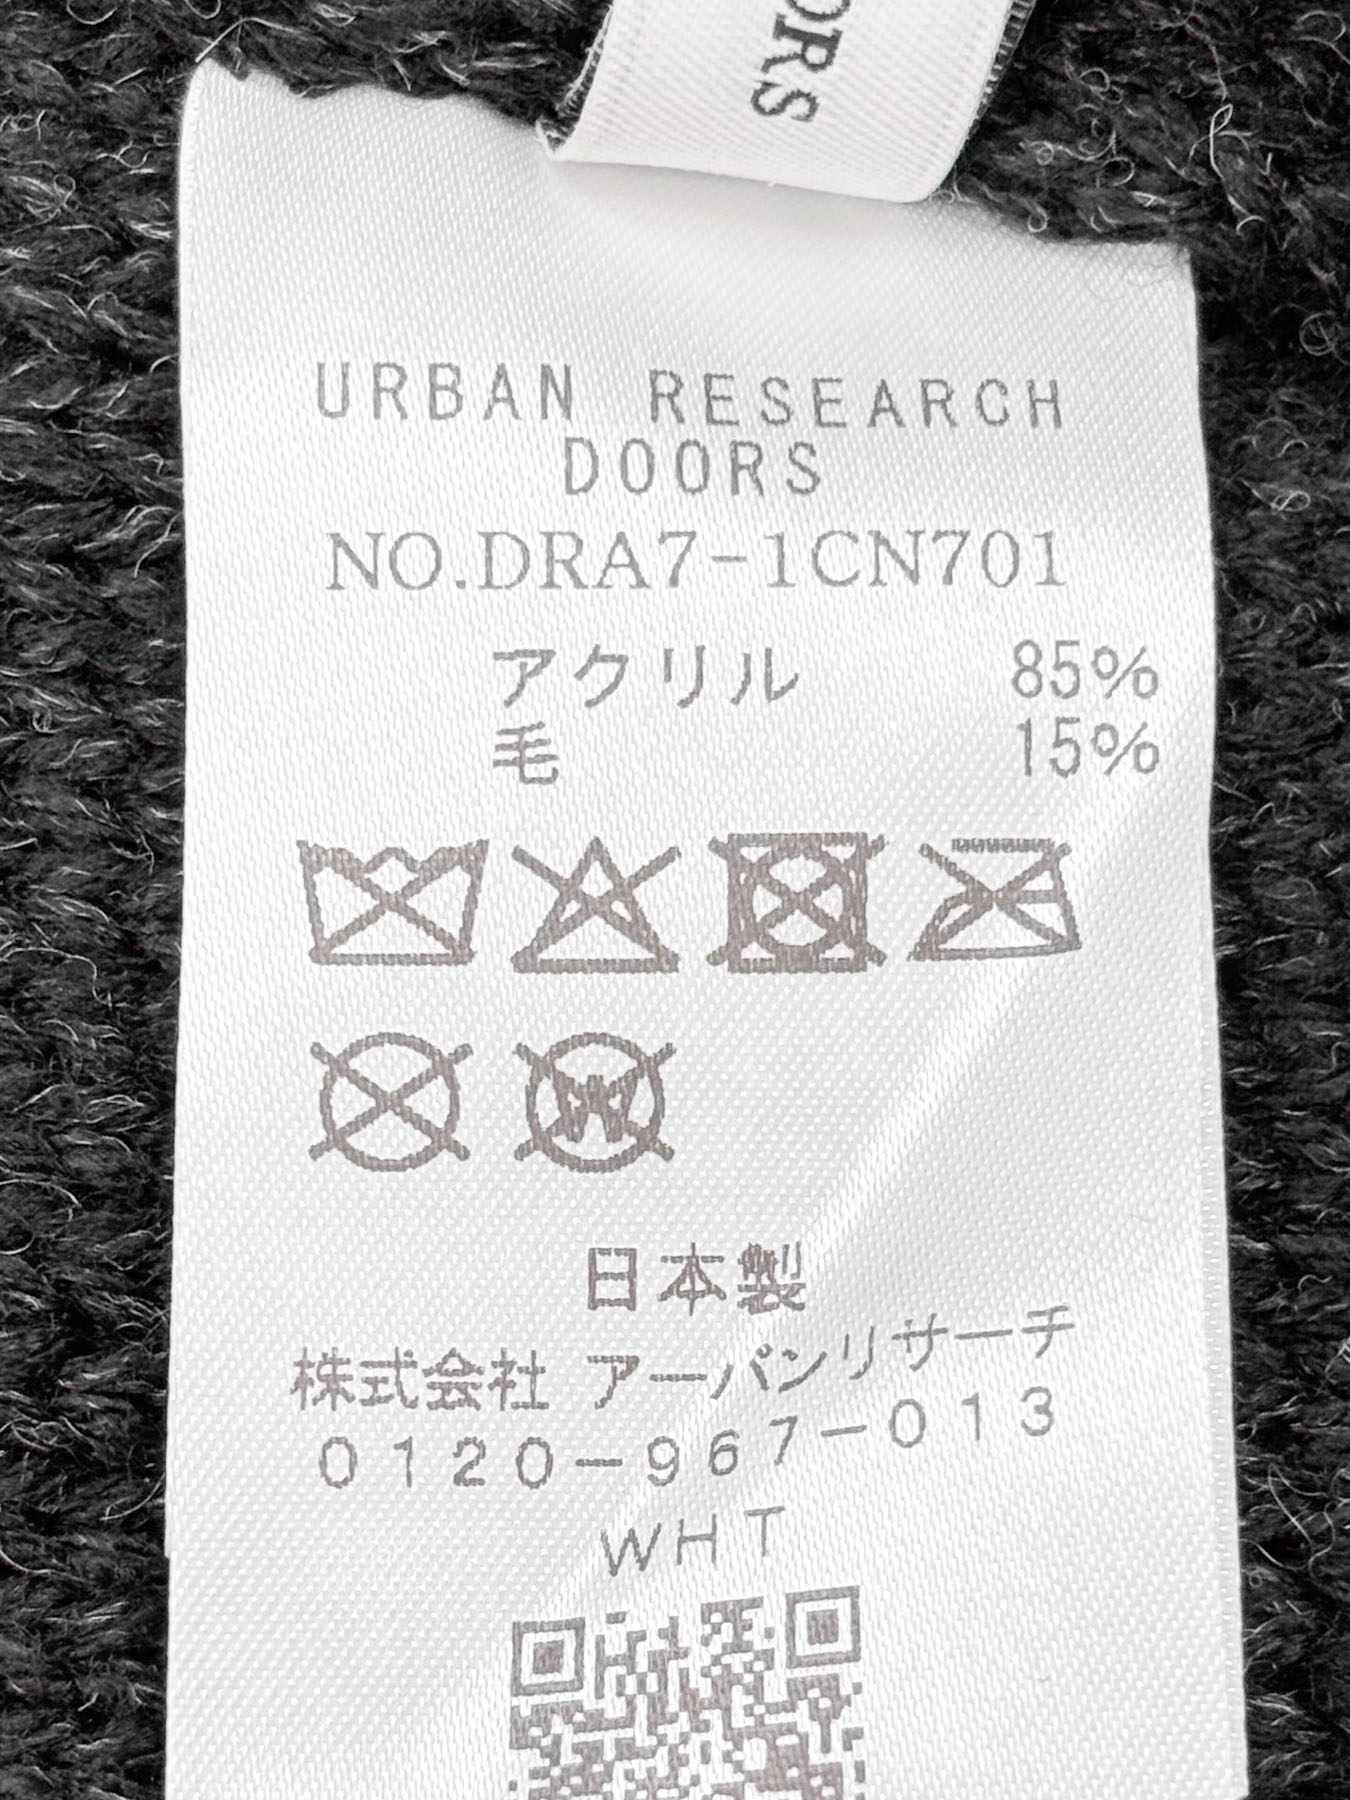 ORS
URBAN RESEARCH
DOORS
NO.DRA7-1CN701
アクリル 85%
毛 15%
W
日本製
株式会社 アーバンリサーチ
0120-967-013
WHT